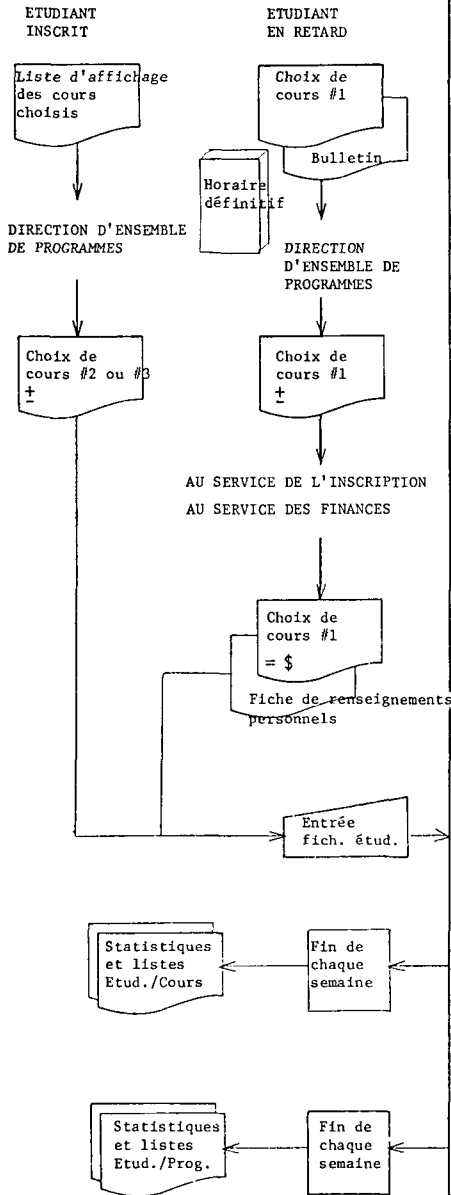 ETUDIANT
INSCRIT
ETUDIANT
EN RETARD
Liste d'affichage
des cours
choisis
Choix de
cours #1
Bulletin
Horaire
définitif
DIRECTION D'ENSEMBLE
DE PROGRAMMES
DIRECTION
D'ENSEMBLE DE
PROGRAMMES
Choix de
cours #2 ou #3
±
Choix de
cours #1
±
AU SERVICE DE L'INSCRIPTION
AU SERVICE DES FINANCES
Choix de
cours #1
= $
Fiche de renseignements
personnels
Entrée
fich. étud.
Statistiques
et listes
Etud./Cours
Fin de
chaque
semaine
Statistiques
et listes
Etud./Prog.
Fin de
chaque
semaine